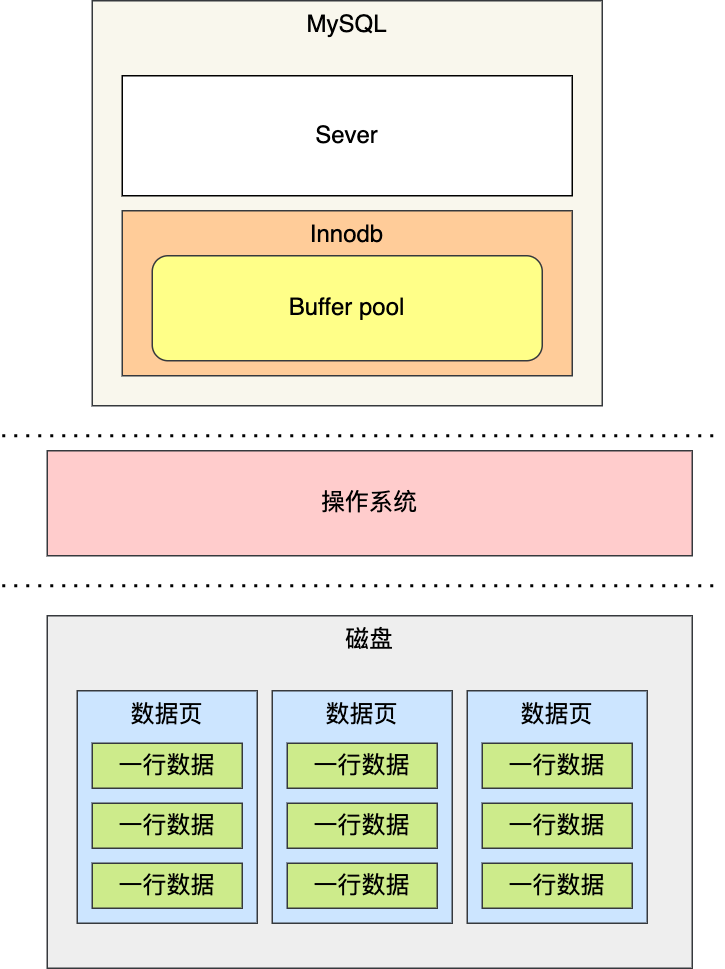 MySQL
Sever
Innodb
Buffer pool
操作系统
磁盘
数据页 数据页 数据页
一行数据 一行数据 一行数据
一行数据 一行数据 一行数据
一行数据 一行数据 一行数据